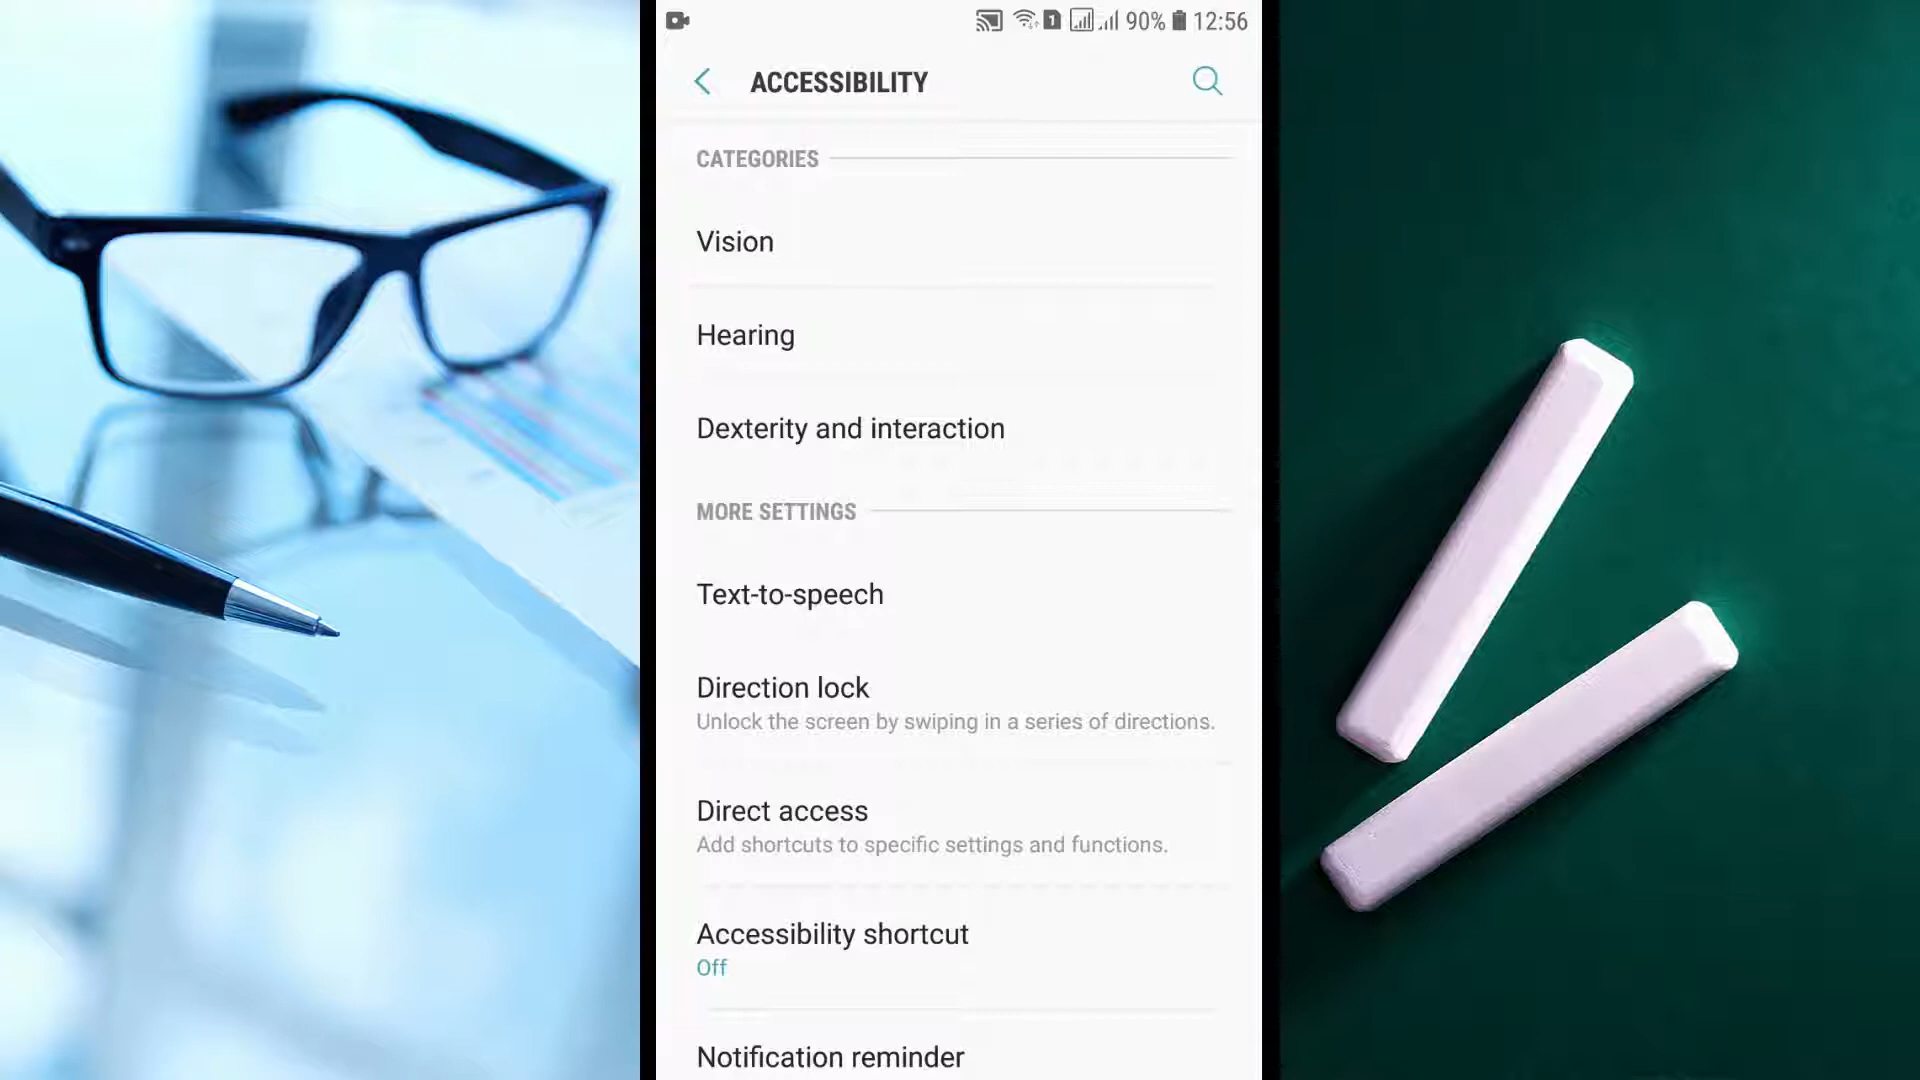 1 90% 12:56
ACCESSIBILITY
CATEGORIES
Vision
Hearing
Dexterity and interaction
MORE SETTINGS
Text-to-speech
Direction lock
Unlock the screen by swiping in a series of directions.
Direct access
Add shortcuts to specific settings and functions.
Accessibility shortcut
Off
Notification reminder